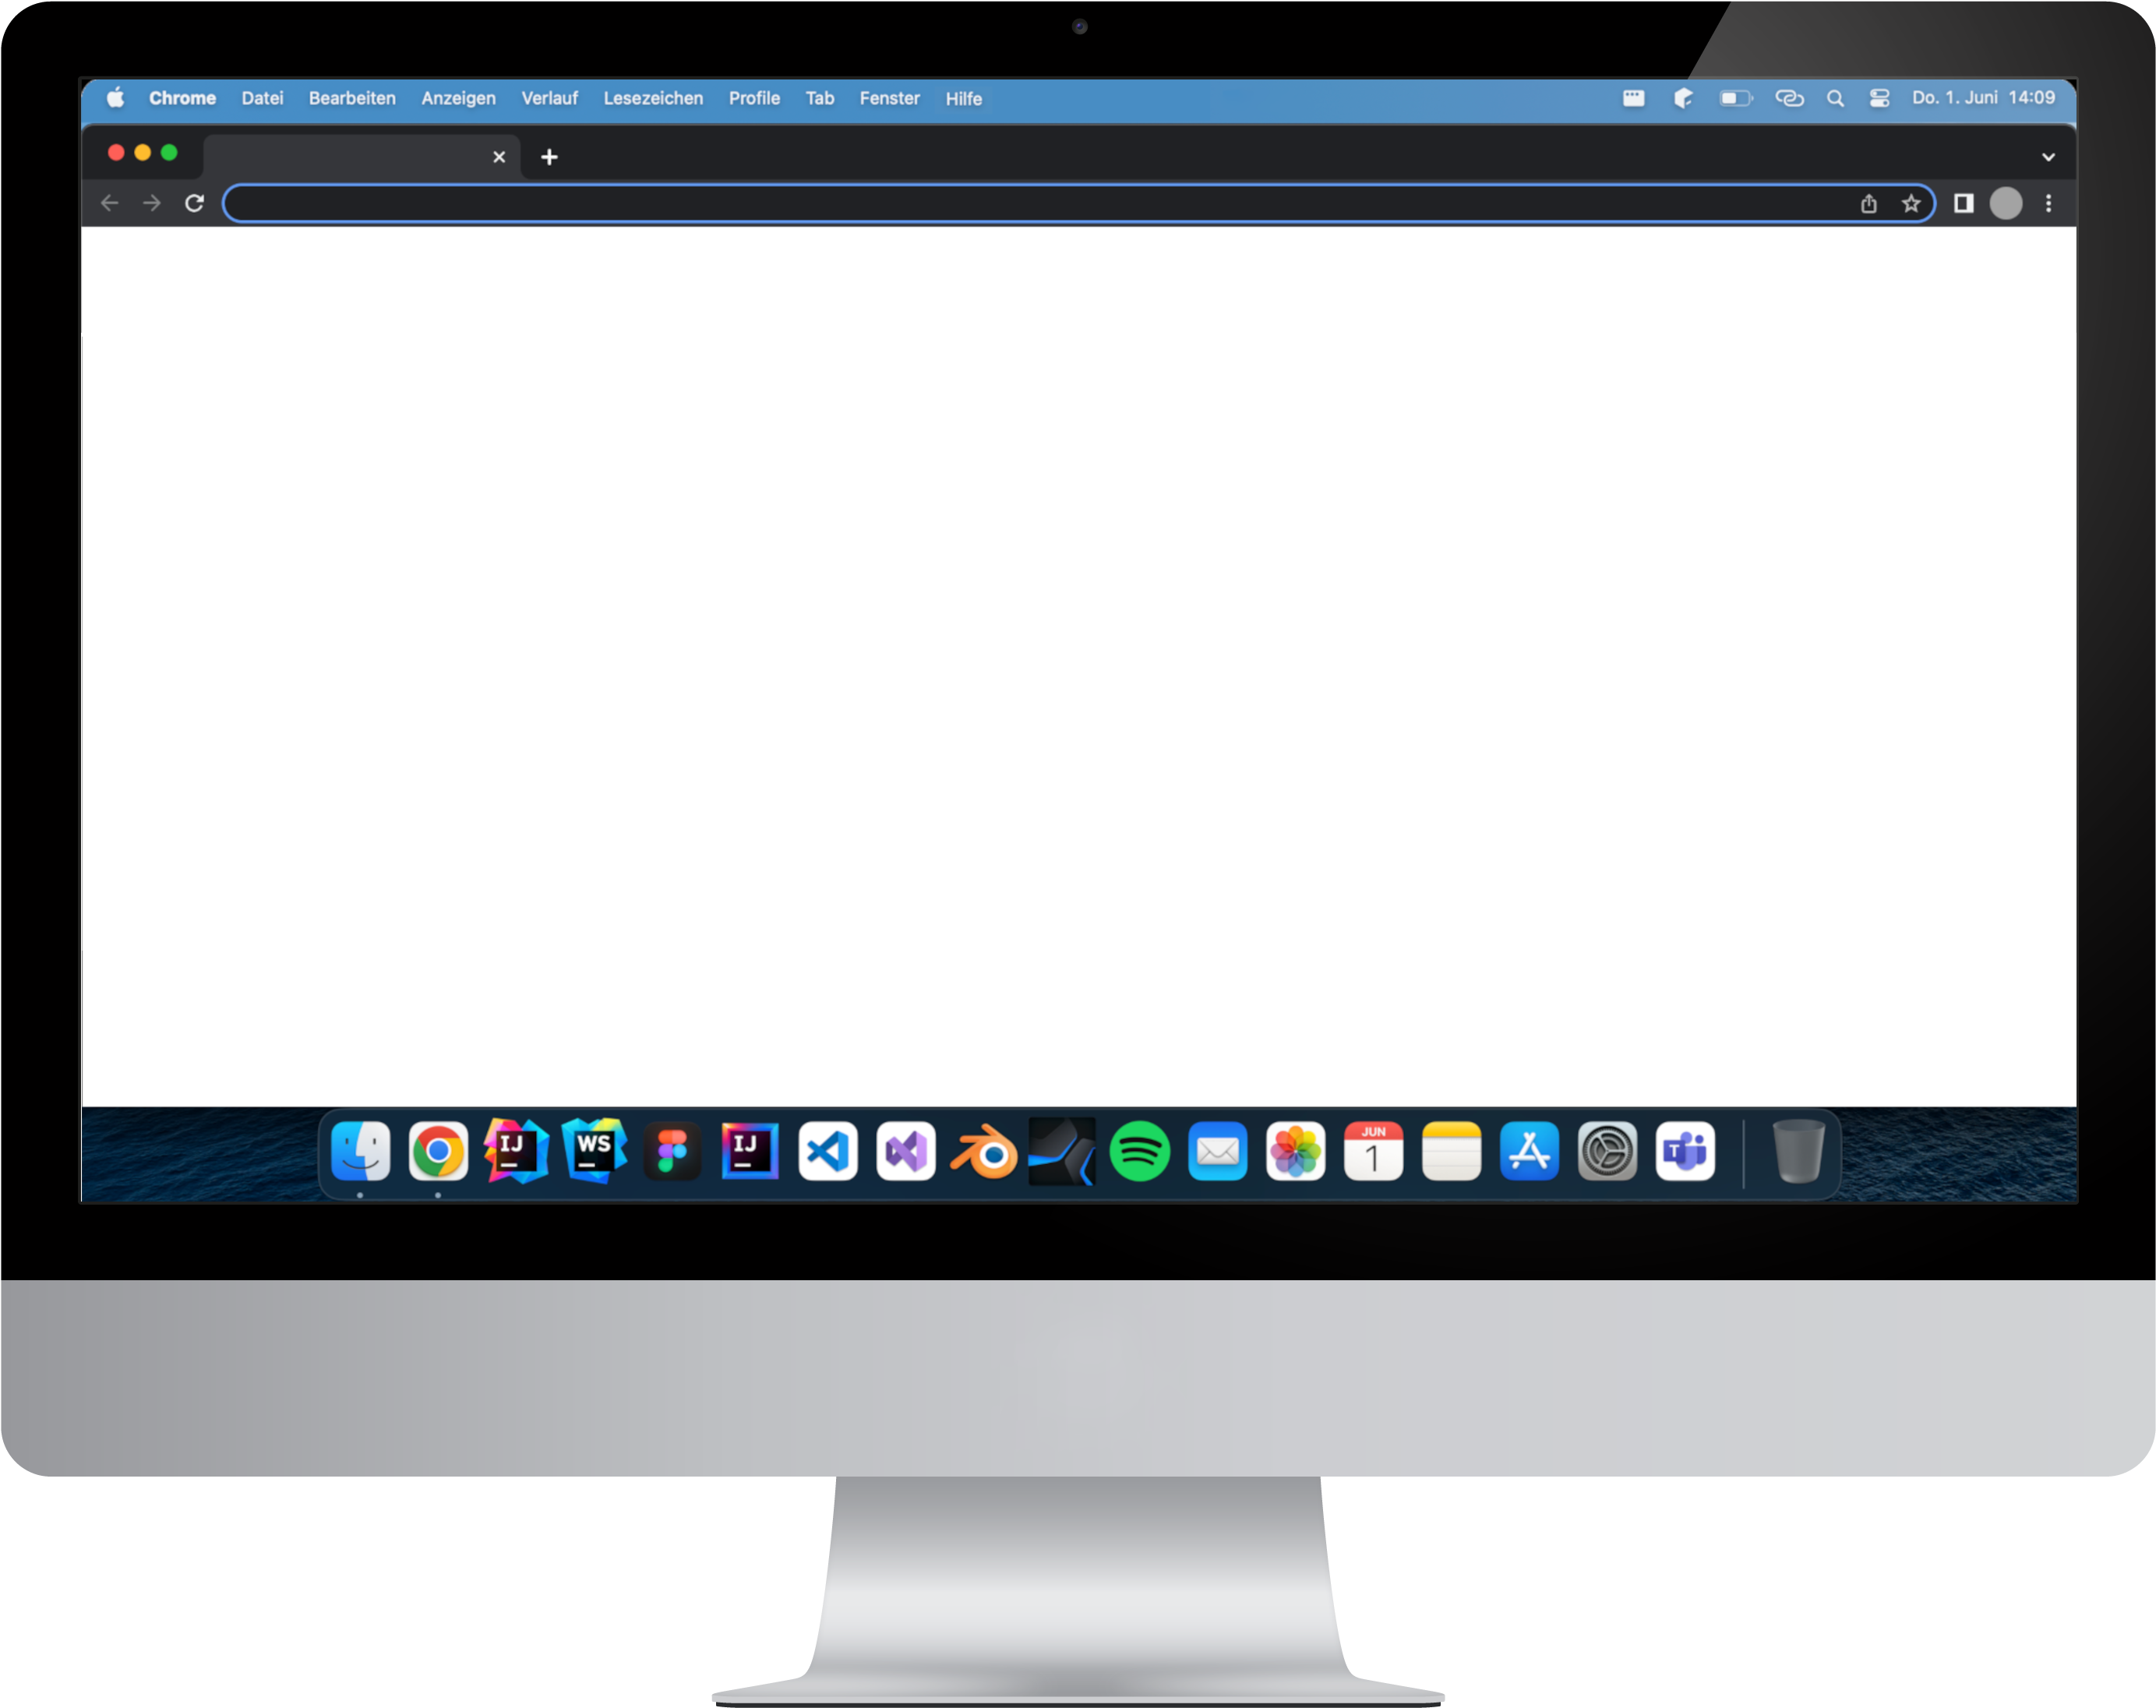 Chrome Datei Bearbeiten Anzeigen Verlauf Lesezeichen Profile Tab Fenster Hilfe Do. 1. Juni 14:09
IJ WS IJ JUN T
1